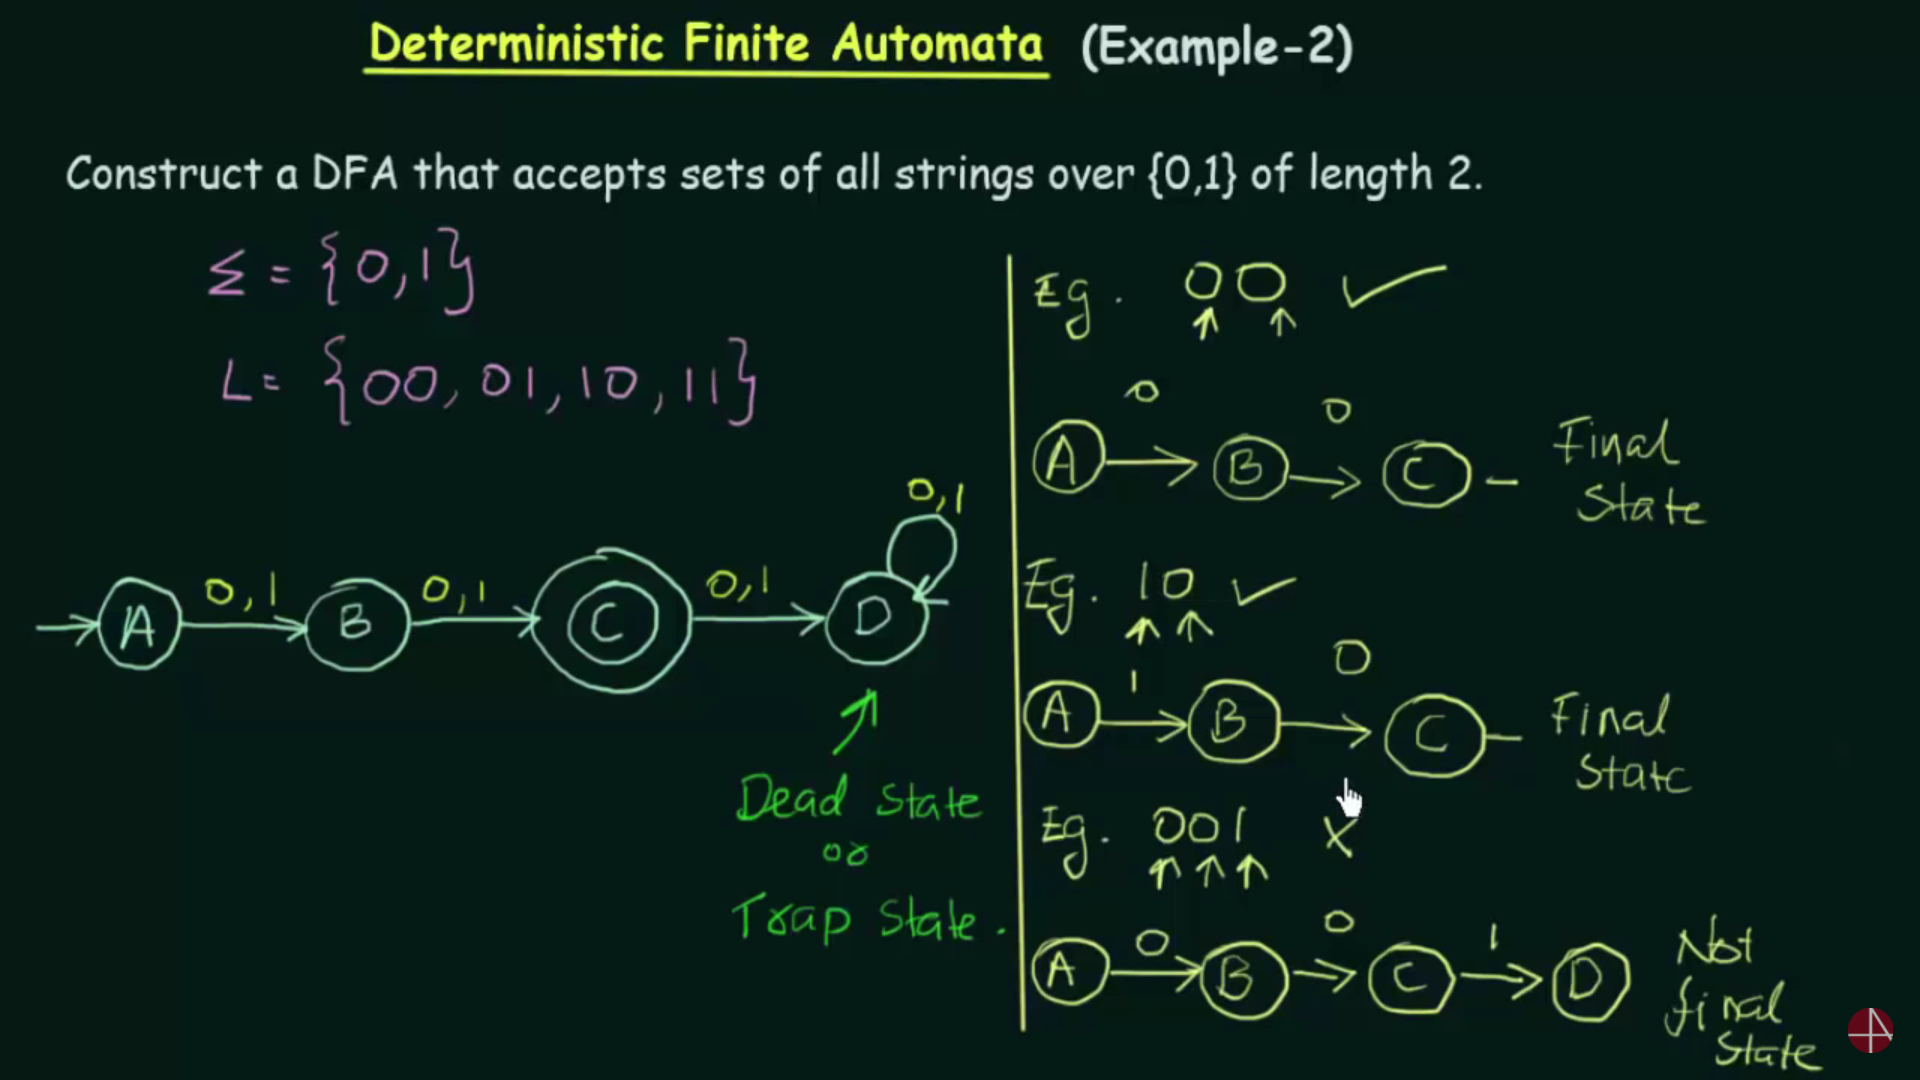 Deterministic Finite Automata (Example-2)
Construct a DFA that accepts sets of all strings over {0,1} of length 2.
Σ = {0,1}
L = {00, 01, 10, 11}
0,1
0,1 0,1 0,1
A B C D
Dead State
or
Trap State.
Eg. 00 ✓
0 0
A B C - Final
State
Eg. 10 ✓
1 0
A B C - Final
State
Eg. 001 X
0 0 1
A B C D Not
final
State